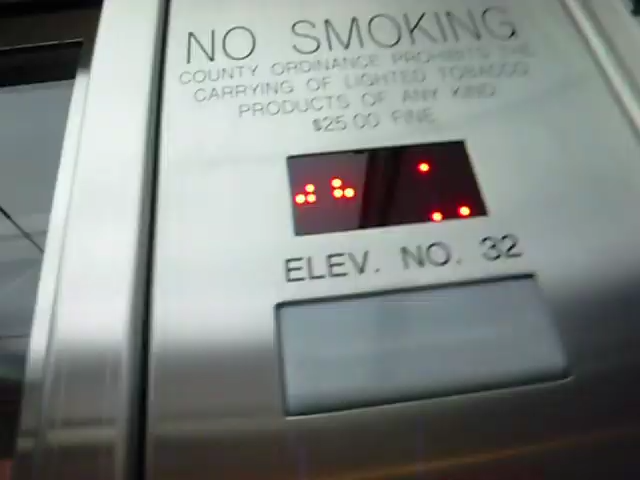 NO SMOKING
COUNTY ORDINANCE PROHIBITS THE
CARRYING OF LIGHTED TOBACCO
PRODUCTS OF ANY KIND
$25.00 FINE
ELEV. NO. 32